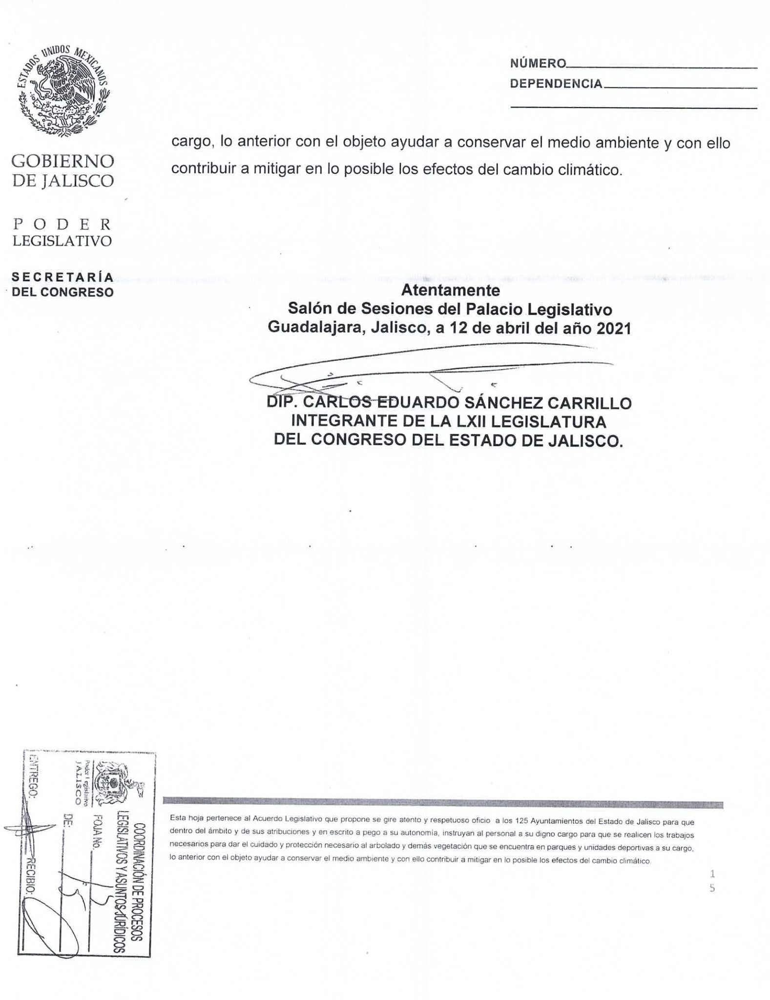 ESTADOS UNIDOS MEXICANOS
NÚMERO
DEPENDENCIA
GOBIERNO
DE JALISCO
PODER
LEGISLATIVO
SECRETARÍA
DEL CONGRESO
cargo, lo anterior con el objeto ayudar a conservar el medio ambiente y con ello
contribuir a mitigar en lo posible los efectos del cambio climático.
Atentamente
Salón de Sesiones del Palacio Legislativo
Guadalajara, Jalisco, a 12 de abril del año 2021
DIP. CARLOS EDUARDO SÁNCHEZ CARRILLO
INTEGRANTE DE LA LXII LEGISLATURA
DEL CONGRESO DEL ESTADO DE JALISCO.
COORDINACIÓN DE PROCESOS
LEGISLATIVOS Y ASUNTOS JURÍDICOS
Poder Legislativo
JALISCO
FOJA No.
DE:
ENTREGO: RECIBIO:
Esta hoja pertenece al Acuerdo Legislativo que propone se gire atento y respetuoso oficio a los 125 Ayuntamientos del Estado de Jalisco para que
dentro del ámbito y de sus atribuciones y en escrito a pego a su autonomía, instruyan al personal a su digno cargo para que se realicen los trabajos
necesarios para dar el cuidado y protección necesario al arbolado y demás vegetación que se encuentra en parques y unidades deportivas a su cargo,
lo anterior con el objeto ayudar a conservar el medio ambiente y con ello contribuir a mitigar en lo posible los efectos del cambio climático.
1
5